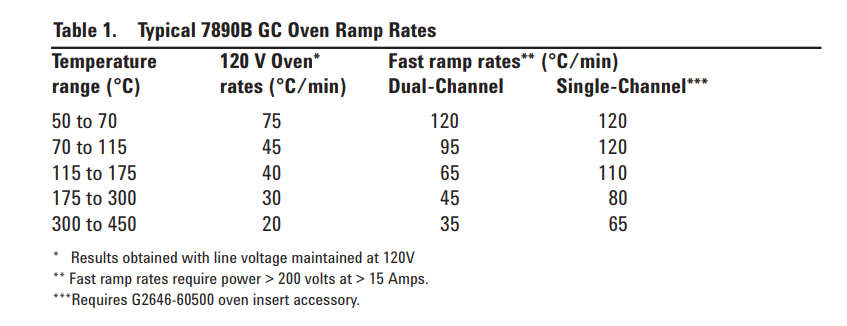 Table 1. Typical 7890B GC Oven Ramp Rates
Temperature 120 V Oven* Fast ramp rates** (°C/min)
range (°C) rates (°C/min) Dual-Channel Single-Channel***
50 to 70 75 120 120
70 to 115 45 95 120
115 to 175 40 65 110
175 to 300 30 45 80
300 to 450 20 35 65
* Results obtained with line voltage maintained at 120V
** Fast ramp rates require power > 200 volts at > 15 Amps.
***Requires G2646-60500 oven insert accessory.